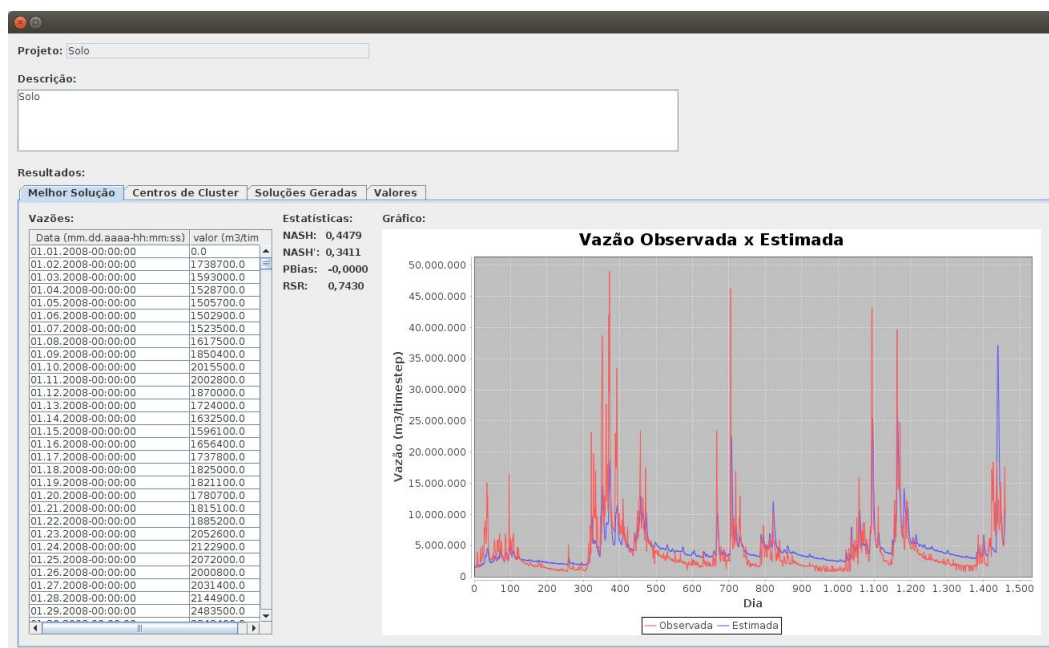 Projeto: Solo
Descrição:
Solo
Resultados:
Melhor Solução Centros de Cluster Soluções Geradas Valores
Vazões:
Data (mm.dd.aaaa-hh:mm:ss) valor (m3/tim
01.01.2008-00:00:00 0.0
01.02.2008-00:00:00 1738700.0
01.03.2008-00:00:00 1593000.0
01.04.2008-00:00:00 1528700.0
01.05.2008-00:00:00 1505700.0
01.06.2008-00:00:00 1502900.0
01.07.2008-00:00:00 1523500.0
01.08.2008-00:00:00 1617500.0
01.09.2008-00:00:00 1850400.0
01.10.2008-00:00:00 2015500.0
01.11.2008-00:00:00 2002800.0
01.12.2008-00:00:00 1870000.0
01.13.2008-00:00:00 1724000.0
01.14.2008-00:00:00 1632500.0
01.15.2008-00:00:00 1596100.0
01.16.2008-00:00:00 1656400.0
01.17.2008-00:00:00 1737800.0
01.18.2008-00:00:00 1825000.0
01.19.2008-00:00:00 1821100.0
01.20.2008-00:00:00 1780700.0
01.21.2008-00:00:00 1815100.0
01.22.2008-00:00:00 1885200.0
01.23.2008-00:00:00 2052600.0
01.24.2008-00:00:00 2122900.0
01.25.2008-00:00:00 2072000.0
01.26.2008-00:00:00 2000800.0
01.27.2008-00:00:00 2031400.0
01.28.2008-00:00:00 2144900.0
01.29.2008-00:00:00 2483500.0
Estatísticas:
NASH: 0,4479
NASH': 0,3411
PBias: -0,0000
RSR: 0,7430
Gráfico:
Vazão Observada x Estimada
Vazão (m3/timestep)
50.000.000
45.000.000
40.000.000
35.000.000
30.000.000
25.000.000
20.000.000
15.000.000
10.000.000
5.000.000
0
0 100 200 300 400 500 600 700 800 900 1.000 1.100 1.200 1.300 1.400 1.500
Dia
Observada Estimada